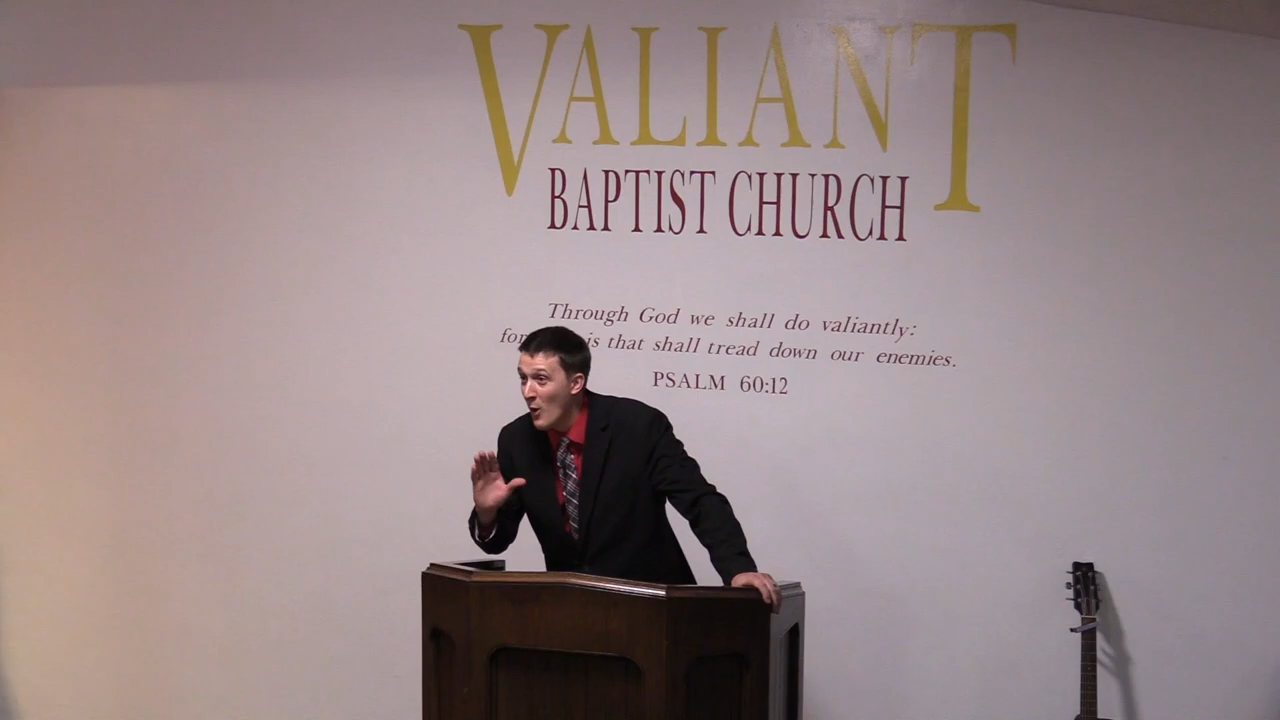 VALIANT
BAPTIST CHURCH
Through God we shall do valiantly:
for is that shall tread down our enemies.
PSALM 60:12